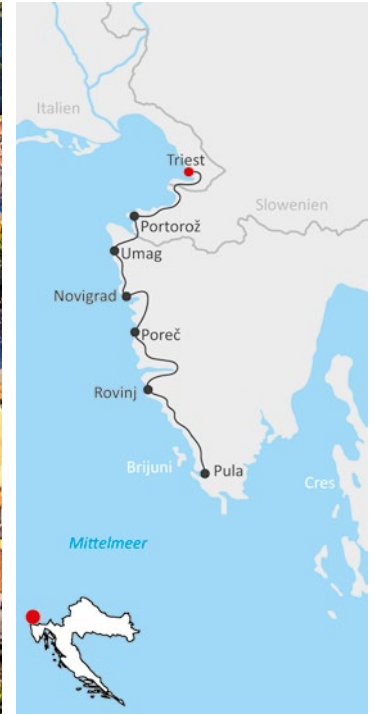 Italien
Triest
Slowenien
Portorož
Umag
Novigrad
Poreč
Rovinj
Brijuni
Pula
Cres
Mittelmeer